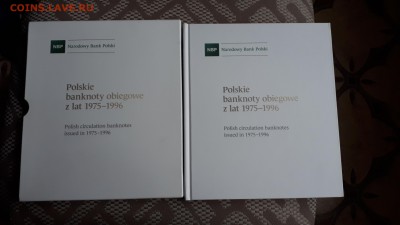 COINS.LAVE.RU
NBP Narodowy Bank Polski
Polskie
banknoty obiegowe
z lat 1975–1996
Polish circulation banknotes
issued in 1975–1996
NBP Narodowy Bank Polski
Polskie
banknoty obiegowe
z lat 1975–1996
Polish circulation banknotes
issued in 1975–1996